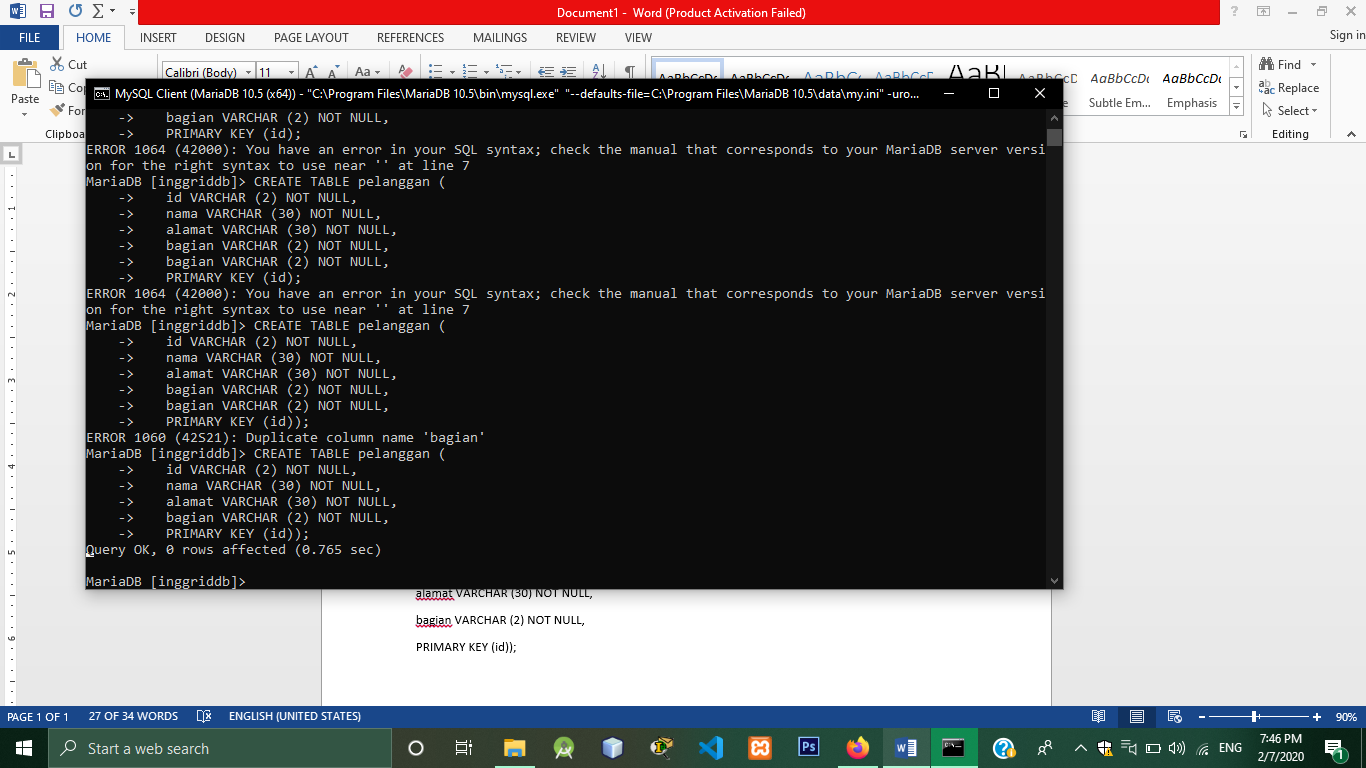 Document1 - Word (Product Activation Failed)
FILE HOME INSERT DESIGN PAGE LAYOUT REFERENCES MAILINGS REVIEW VIEW Sign in
Paste
Cut
Clipboa
Calibri (Body) 11
Aa
AaBbCcDc
Subtle Em... Emphasis
Find
Replace
Select
Editing
MySQL Client (MariaDB 10.5 (x64)) - "C:\Program Files\MariaDB 10.5\bin\mysql.exe" "--defaults-file=C:\Program Files\MariaDB 10.5\data\my.ini" -uro...
-> bagian VARCHAR (2) NOT NULL,
-> PRIMARY KEY (id);
ERROR 1064 (42000): You have an error in your SQL syntax; check the manual that corresponds to your MariaDB server versi
on for the right syntax to use near '' at line 7
MariaDB [inggriddb]> CREATE TABLE pelanggan (
-> id VARCHAR (2) NOT NULL,
-> nama VARCHAR (30) NOT NULL,
-> alamat VARCHAR (30) NOT NULL,
-> bagian VARCHAR (2) NOT NULL,
-> bagian VARCHAR (2) NOT NULL,
-> PRIMARY KEY (id);
ERROR 1064 (42000): You have an error in your SQL syntax; check the manual that corresponds to your MariaDB server versi
on for the right syntax to use near '' at line 7
MariaDB [inggriddb]> CREATE TABLE pelanggan (
-> id VARCHAR (2) NOT NULL,
-> nama VARCHAR (30) NOT NULL,
-> alamat VARCHAR (30) NOT NULL,
-> bagian VARCHAR (2) NOT NULL,
-> bagian VARCHAR (2) NOT NULL,
-> PRIMARY KEY (id));
ERROR 1060 (42S21): Duplicate column name 'bagian'
MariaDB [inggriddb]> CREATE TABLE pelanggan (
-> id VARCHAR (2) NOT NULL,
-> nama VARCHAR (30) NOT NULL,
-> alamat VARCHAR (30) NOT NULL,
-> bagian VARCHAR (2) NOT NULL,
-> PRIMARY KEY (id));
Query OK, 0 rows affected (0.765 sec)
MariaDB [inggriddb]>
alamat VARCHAR (30) NOT NULL,
bagian VARCHAR (2) NOT NULL,
PRIMARY KEY (id));
PAGE 1 OF 1 27 OF 34 WORDS ENGLISH (UNITED STATES) 90%
Start a web search
ENG
7:46 PM
2/7/2020